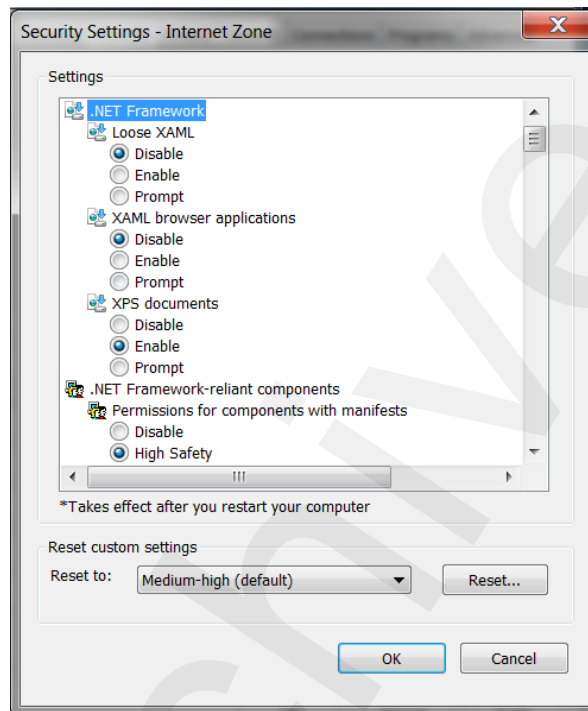 Security Settings - Internet Zone
Settings
.NET Framework
Loose XAML
Disable
Enable
Prompt
XAML browser applications
Disable
Enable
Prompt
XPS documents
Disable
Enable
Prompt
.NET Framework-reliant components
Permissions for components with manifests
Disable
High Safety
*Takes effect after you restart your computer
Reset custom settings
Reset to: Medium-high (default) Reset...
OK Cancel